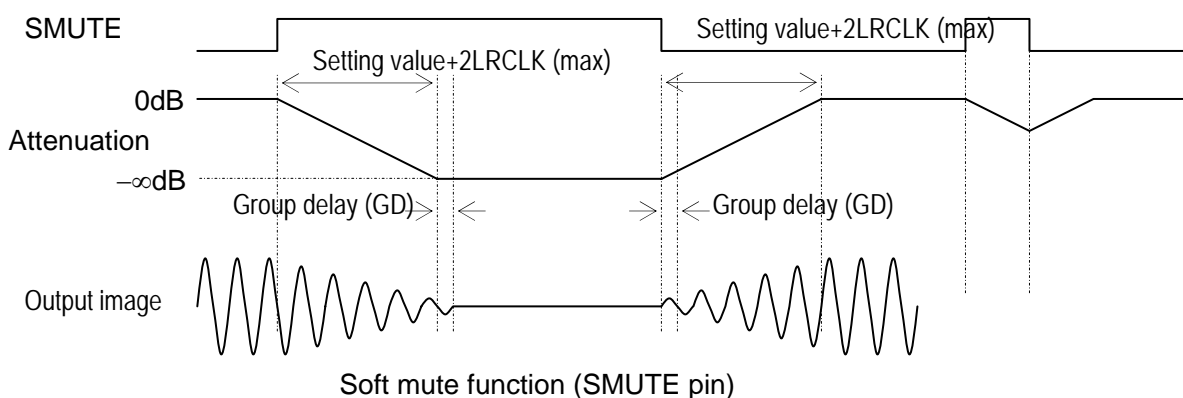 SMUTE
Setting value+2LRCLK (max)
Setting value+2LRCLK (max)
0dB
Attenuation
−∞dB
Group delay (GD)
Group delay (GD)
Output image
Soft mute function (SMUTE pin)